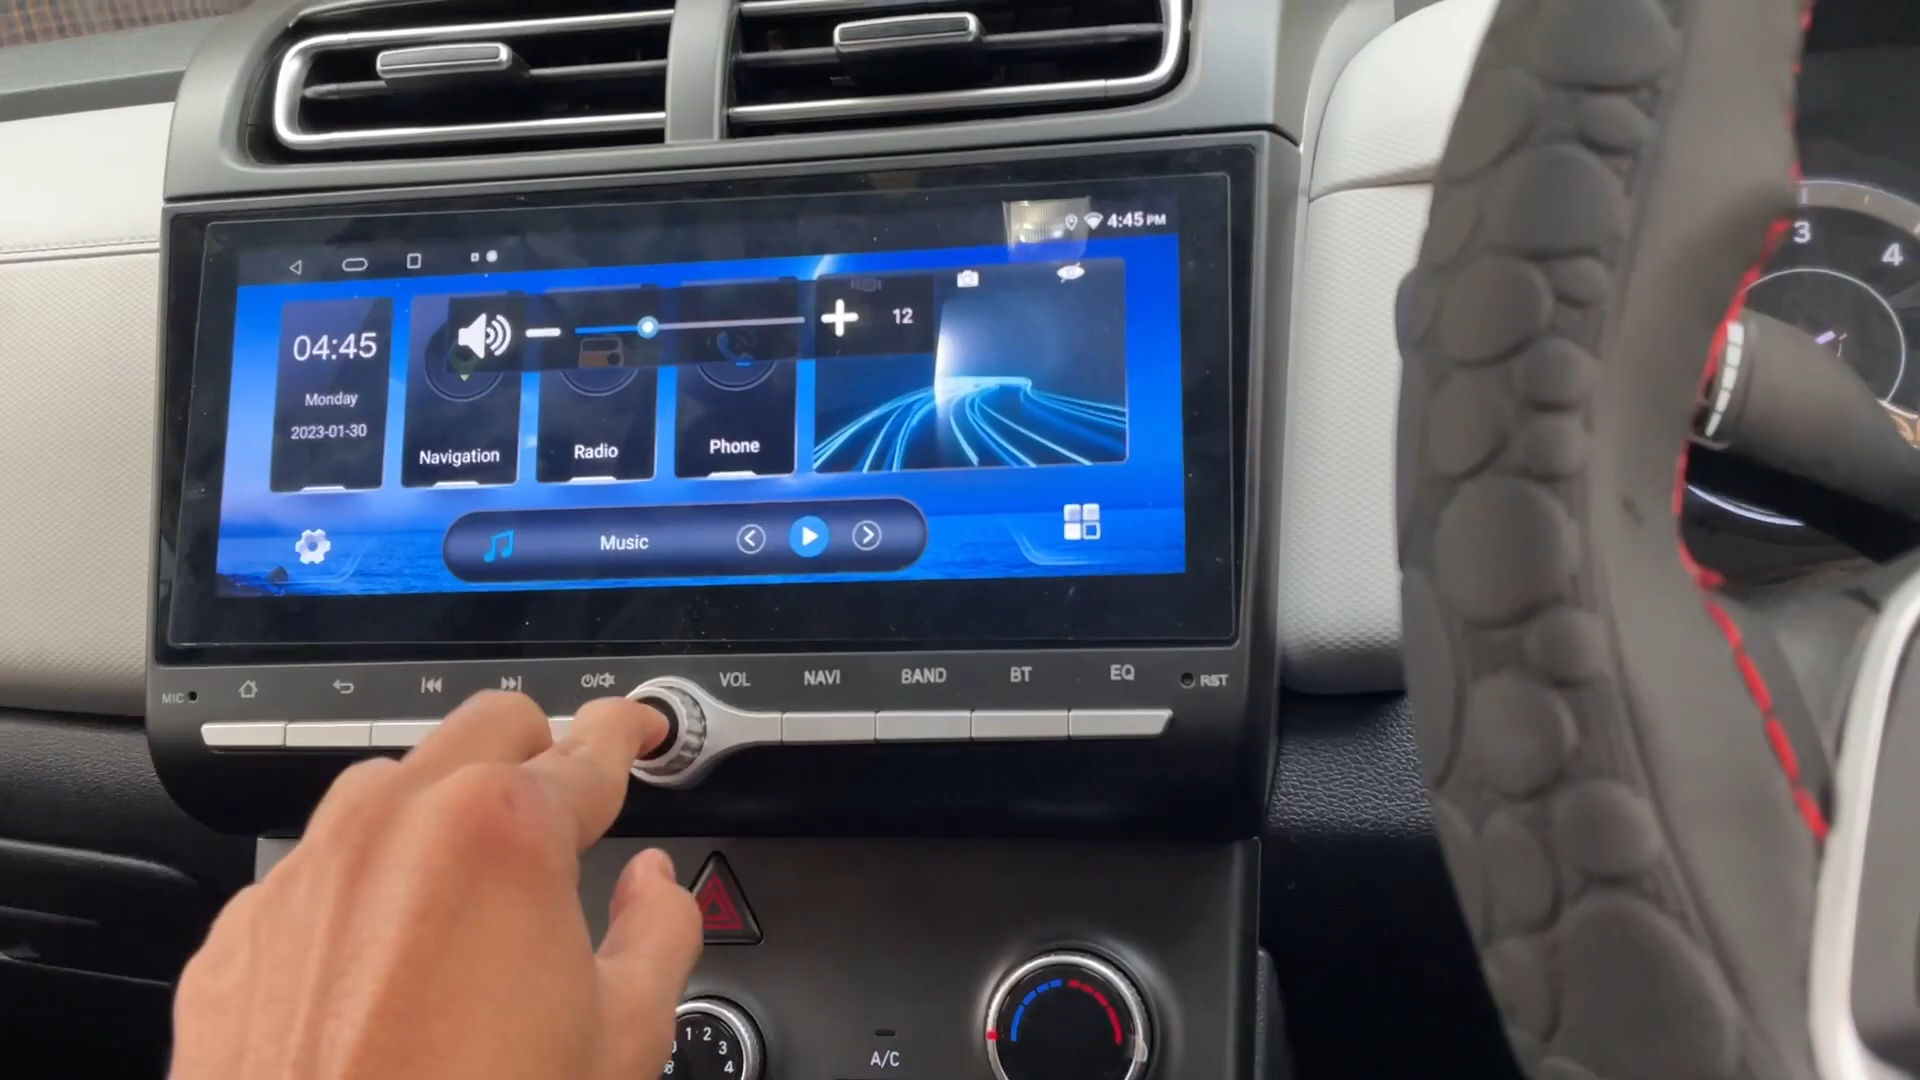 4:45 PM
12
04:45
Monday
2023-01-30
Navigation
Radio
Phone
Music
MIC
VOL
NAVI
BAND
BT
EQ
RST
3
4
1 2
3
4
A/C